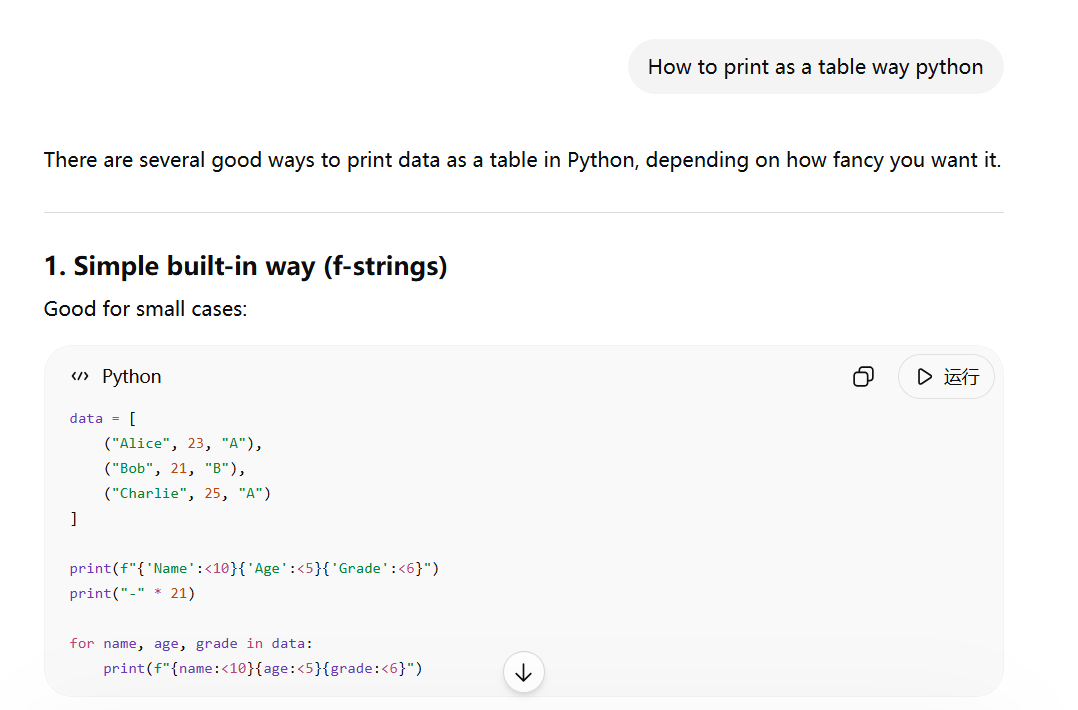 How to print as a table way python
There are several good ways to print data as a table in Python, depending on how fancy you want it.
1. Simple built-in way (f-strings)
Good for small cases:
Python
运行
data = [
    ("Alice", 23, "A"),
    ("Bob", 21, "B"),
    ("Charlie", 25, "A")
]
print(f"{'Name':<10}{'Age':<5}{'Grade':<6}")
print("-" * 21)
for name, age, grade in data:
    print(f"{name:<10}{age:<5}{grade:<6}")